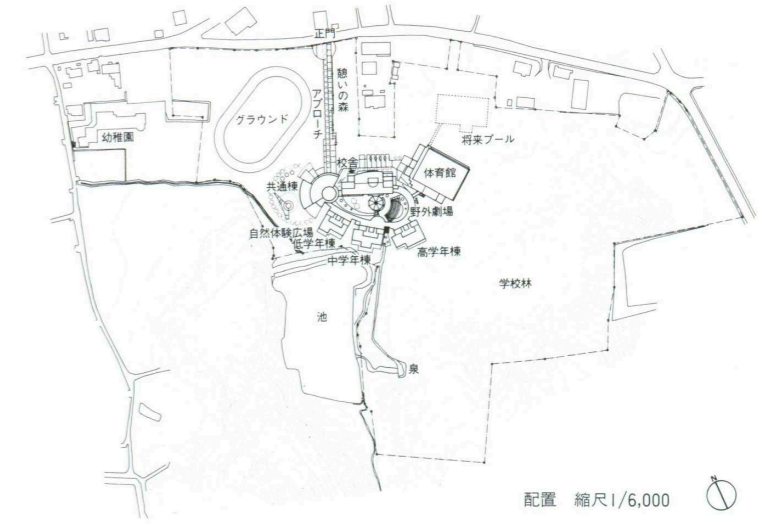 正門
憩いの森
アプローチ
グラウンド
幼稚園
将来プール
校舎
体育館
共通棟
野外劇場
自然体験広場
低学年棟
中学年棟
高学年棟
学校林
池
泉
配置 縮尺1/6,000
N